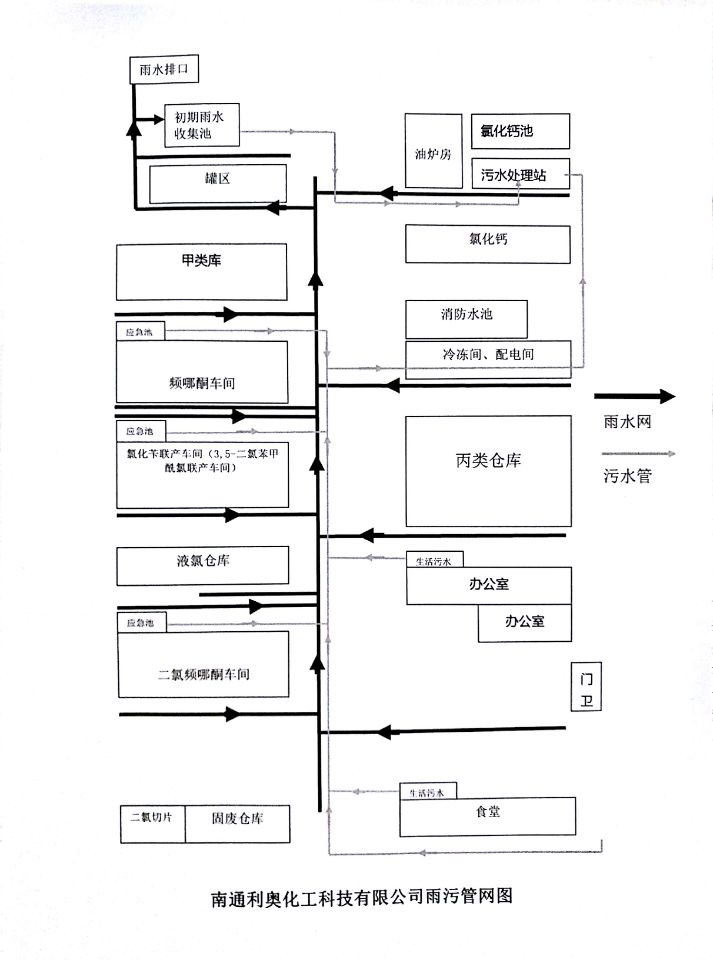 雨水排口
初期雨水
收集池
油炉房
氯化钙池
污水处理站
罐区
氯化钙
甲类库
消防水池
应急池
冷冻间、配电间
频哪酮车间
雨水网
应急池
氯化苄联产车间（3,5-二氯苯甲
酰氯联产车间）
丙类仓库
污水管
液氯仓库
生活污水
办公室
应急池
办公室
二氯频哪酮车间
门
卫
生活污水
二氯切片
固废仓库
食堂
南通利奥化工科技有限公司雨污管网图